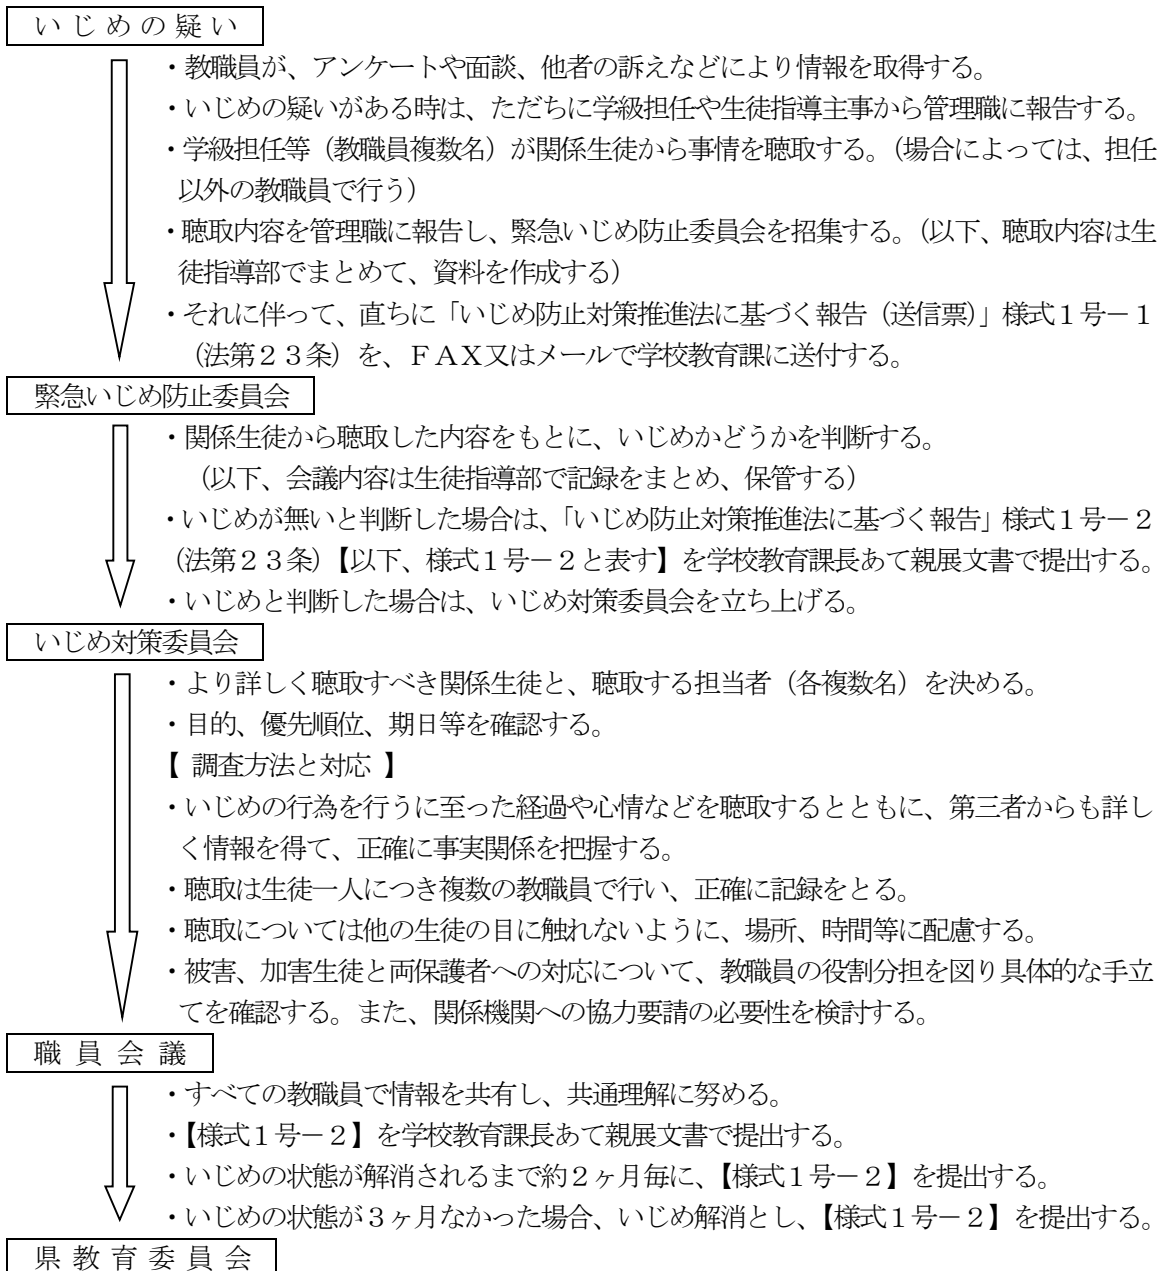 いじめの疑い
・教職員が、アンケートや面談、他者の訴えなどにより情報を取得する。
・いじめの疑いがある時は、ただちに学級担任や生徒指導主事から管理職に報告する。
・学級担任等（教職員複数名）が関係生徒から事情を聴取する。（場合によっては、担任
以外の教職員で行う）
・聴取内容を管理職に報告し、緊急いじめ防止委員会を招集する。（以下、聴取内容は生
徒指導部でまとめて、資料を作成する）
・それに伴って、直ちに「いじめ防止対策推進法に基づく報告（送信票）」様式１号－１
（法第２３条）を、ＦＡＸ又はメールで学校教育課に送付する。
緊急いじめ防止委員会
・関係生徒から聴取した内容をもとに、いじめかどうかを判断する。
（以下、会議内容は生徒指導部で記録をまとめ、保管する）
・いじめが無いと判断した場合は、「いじめ防止対策推進法に基づく報告」様式１号－２
（法第２３条）【以下、様式１号－２と表す】を学校教育課長あて親展文書で提出する。
・いじめと判断した場合は、いじめ対策委員会を立ち上げる。
いじめ対策委員会
・より詳しく聴取すべき関係生徒と、聴取する担当者（各複数名）を決める。
・目的、優先順位、期日等を確認する。
【 調査方法と対応 】
・いじめの行為を行うに至った経過や心情などを聴取するとともに、第三者からも詳し
く情報を得て、正確に事実関係を把握する。
・聴取は生徒一人につき複数の教職員で行い、正確に記録をとる。
・聴取については他の生徒の目に触れないように、場所、時間等に配慮する。
・被害、加害生徒と両保護者への対応について、教職員の役割分担を図り具体的な手立
てを確認する。また、関係機関への協力要請の必要性を検討する。
職員会議
・すべての教職員で情報を共有し、共通理解に努める。
・【様式１号－２】を学校教育課長あて親展文書で提出する。
・いじめの状態が解消されるまで約２ヶ月毎に、【様式１号－２】を提出する。
・いじめの状態が３ヶ月なかった場合、いじめ解消とし、【様式１号－２】を提出する。
県教育委員会